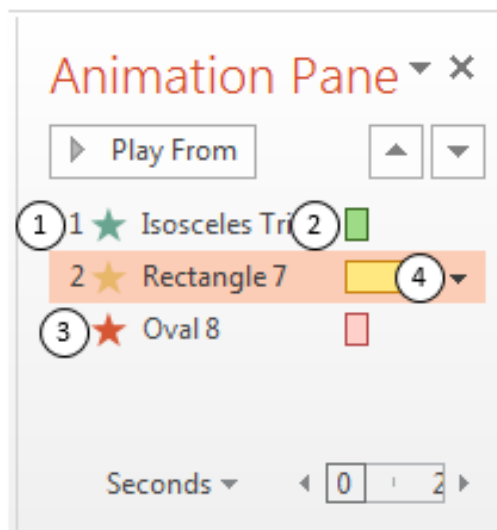 Animation Pane
Play From
1 1 Isosceles Tri 2
2 Rectangle 7 4
3 Oval 8
Seconds 0 2